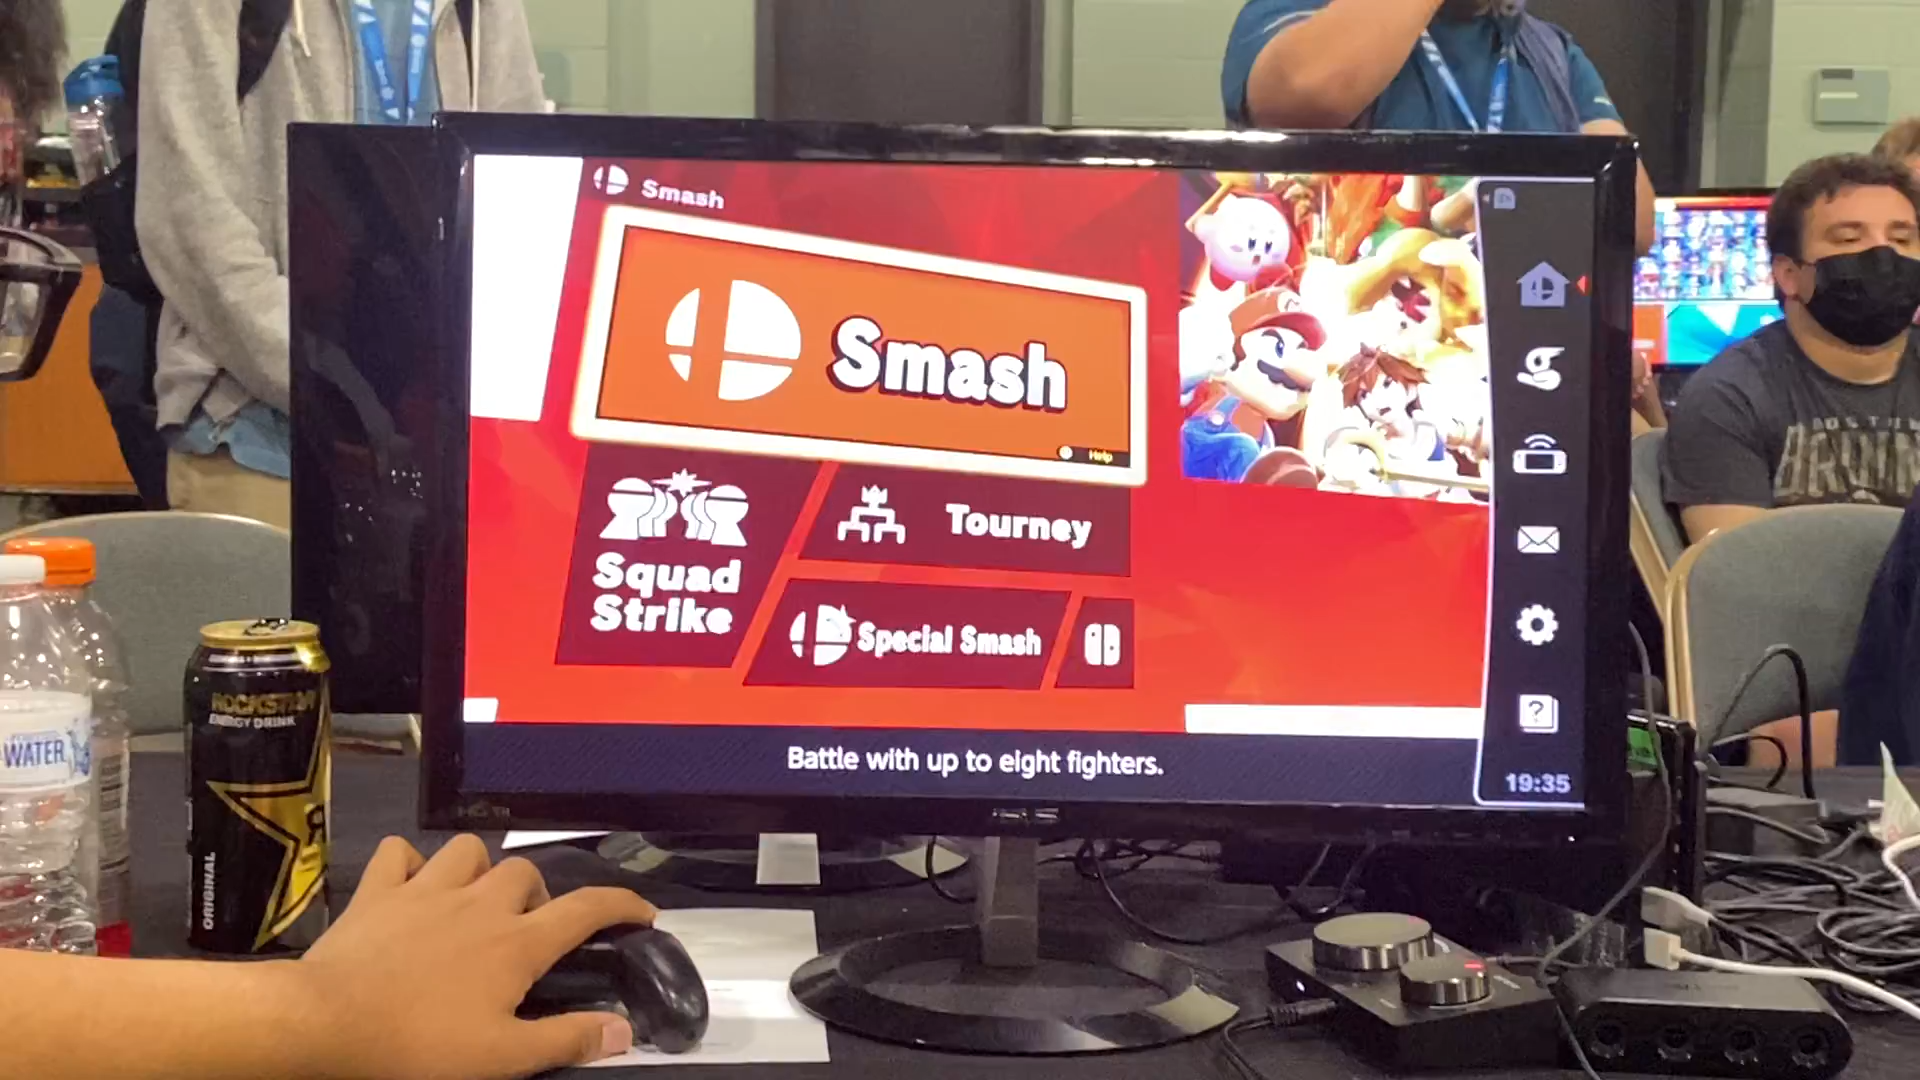 Smash
Smash
Help
Squad
Strike
Tourney
Special Smash
Battle with up to eight fighters.
19:35
WATER
ROCKSTAR
ENERGY DRINK
ORIGINAL